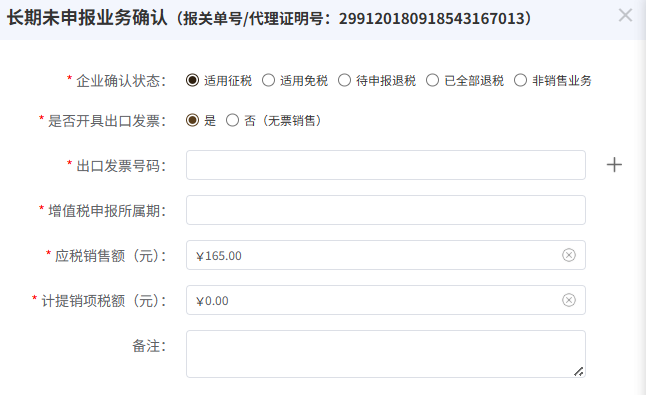 长期未申报业务确认（报关单号/代理证明号：299120180918543167013）
* 企业确认状态： 适用征税 适用免税 待申报退税 已全部退税 非销售业务
* 是否开具出口发票： 是 否（无票销售）
* 出口发票号码：
* 增值税申报所属期：
* 应税销售额（元）： ￥165.00
* 计提销项税额（元）： ￥0.00
备注：